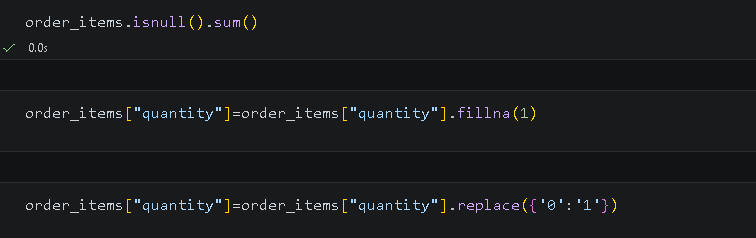 order_items.isnull().sum()
0.0s
order_items["quantity"]=order_items["quantity"].fillna(1)
order_items["quantity"]=order_items["quantity"].replace({'0':'1'})